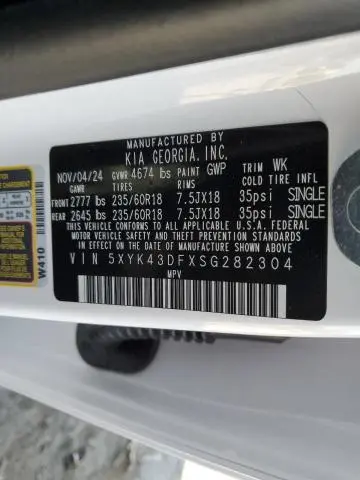 MANUFACTURED BY
KIA GEORGIA, INC.
NOV/04/24 GVWR 4674 lbs PAINT GWP TRIM WK
GAWR TIRES RIMS COLD TIRE INFL
FRONT 2777 lbs 235/60R18 7.5JX18 35psi SINGLE
REAR 2645 lbs 235/60R18 7.5JX18 35psi SINGLE
THIS VEHICLE CONFORMS TO ALL APPLICABLE U.S.A. FEDERAL
MOTOR VEHICLE SAFETY, BUMPER, AND THEFT PREVENTION
STANDARDS IN EFFECT ON THE DATE OF MANUFACTURE SHOWN ABOVE
VIN 5XYK43DFXSG282304
MPV
W410